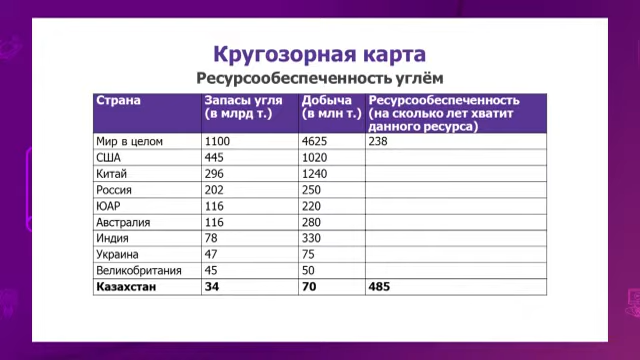 Кругозорная карта
Ресурсообеспеченность углём
Страна Запасы угля (в млрд т.) Добыча (в млн т.) Ресурсообеспеченность (на сколько лет хватит данного ресурса)
Мир в целом 1100 4625 238
США 445 1020
Китай 296 1240
Россия 202 250
ЮАР 116 220
Австралия 116 280
Индия 78 330
Украина 47 75
Великобритания 45 50
Казахстан 34 70 485